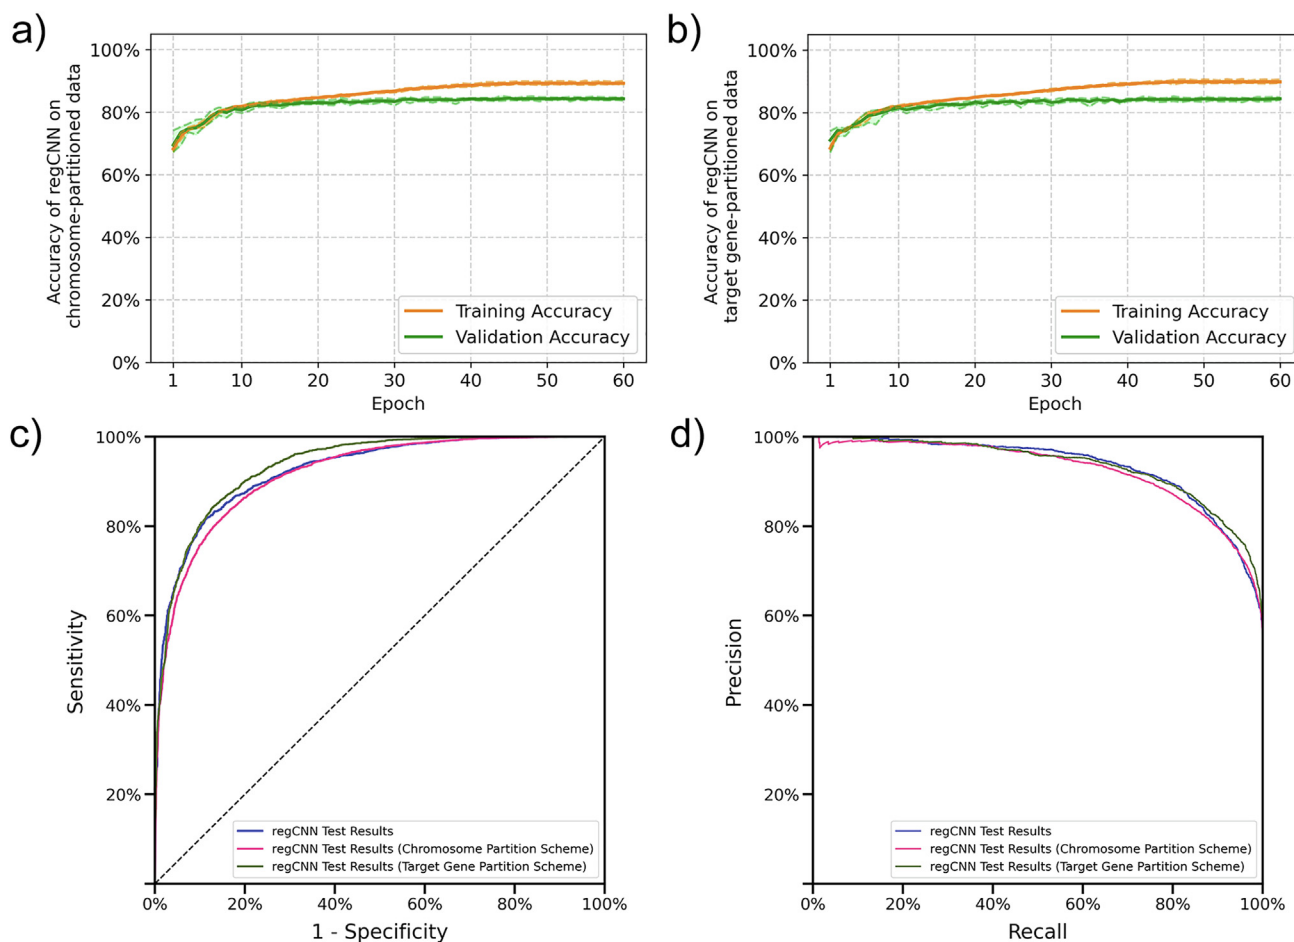 a)
100%
80%
60%
40%
20%
0%
Accuracy of regCNN on
chromosome-partitioned data
Training Accuracy
Validation Accuracy
1 10 20 30 40 50 60
Epoch
b)
100%
80%
60%
40%
20%
0%
Accuracy of regCNN on
target gene-partitioned data
Training Accuracy
Validation Accuracy
1 10 20 30 40 50 60
Epoch
c)
100%
80%
60%
40%
20%
Sensitivity
regCNN Test Results
regCNN Test Results (Chromosome Partition Scheme)
regCNN Test Results (Target Gene Partition Scheme)
0% 20% 40% 60% 80% 100%
1 - Specificity
d)
100%
80%
60%
40%
20%
Precision
regCNN Test Results
regCNN Test Results (Chromosome Partition Scheme)
regCNN Test Results (Target Gene Partition Scheme)
0% 20% 40% 60% 80% 100%
Recall